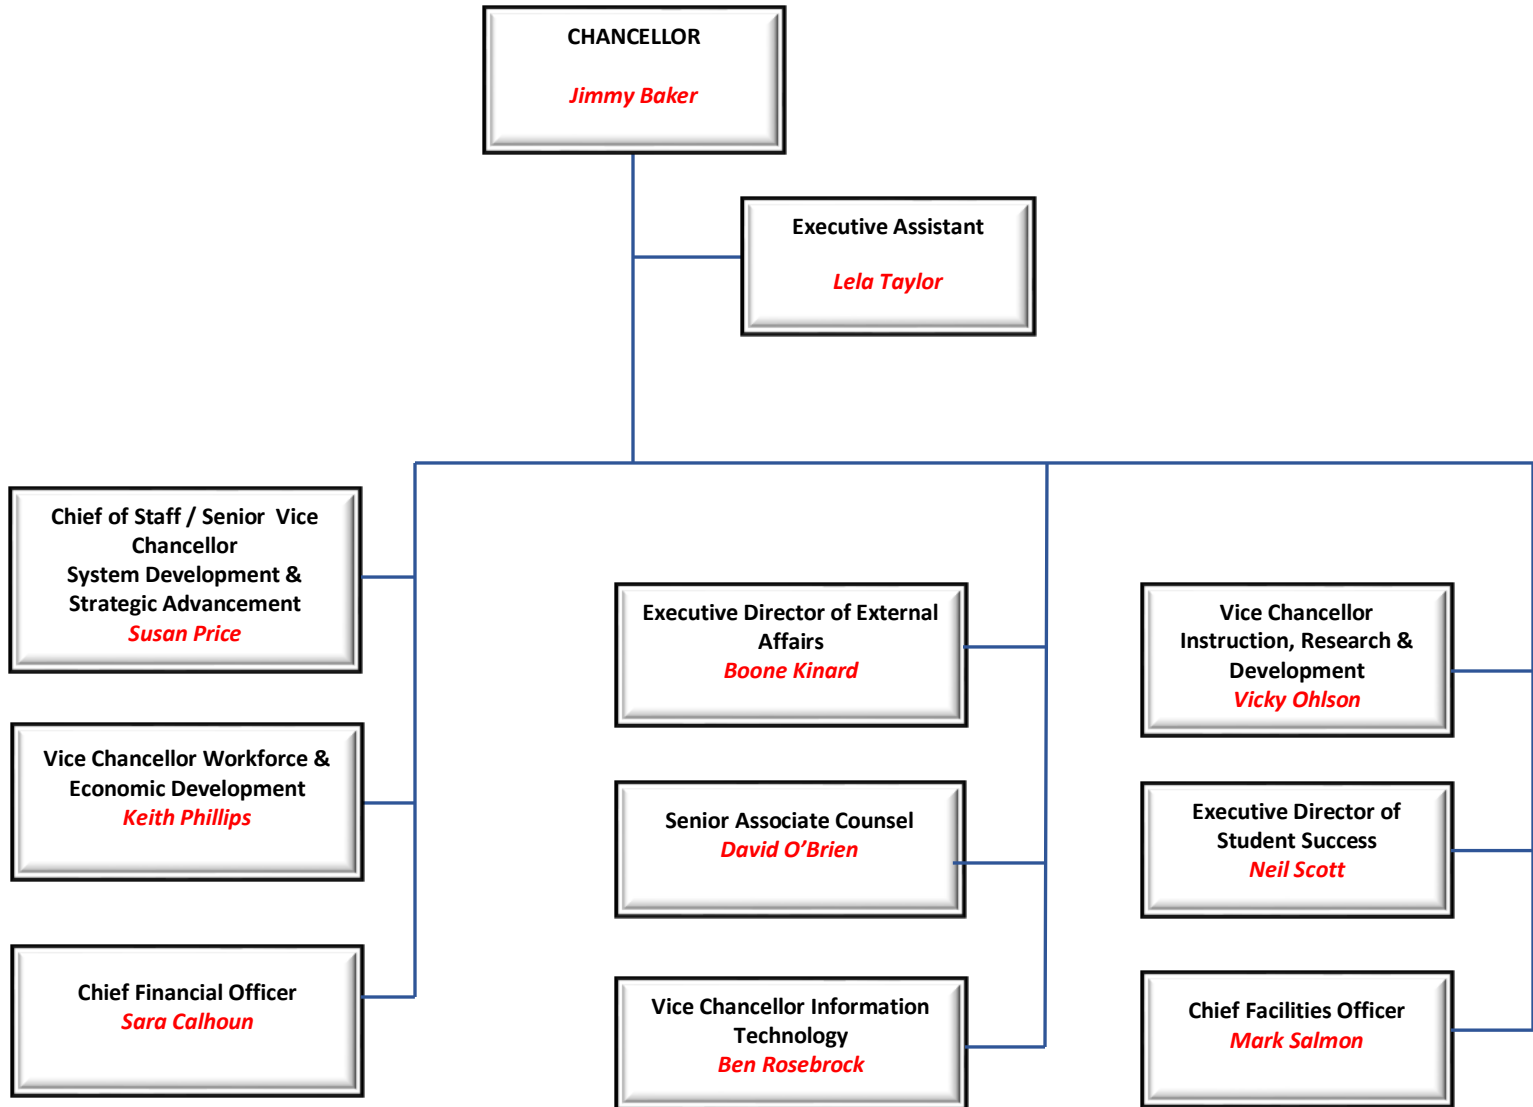 CHANCELLOR
Jimmy Baker
Executive Assistant
Lela Taylor
Chief of Staff / Senior  Vice
Chancellor
System Development &
Strategic Advancement
Susan Price
Vice Chancellor Workforce &
Economic Development
Keith Phillips
Chief Financial Officer
Sara Calhoun
Executive Director of External
Affairs
Boone Kinard
Senior Associate Counsel
David O’Brien
Vice Chancellor Information
Technology
Ben Rosebrock
Vice Chancellor
Instruction, Research &
Development
Vicky Ohlson
Executive Director of
Student Success
Neil Scott
Chief Facilities Officer
Mark Salmon